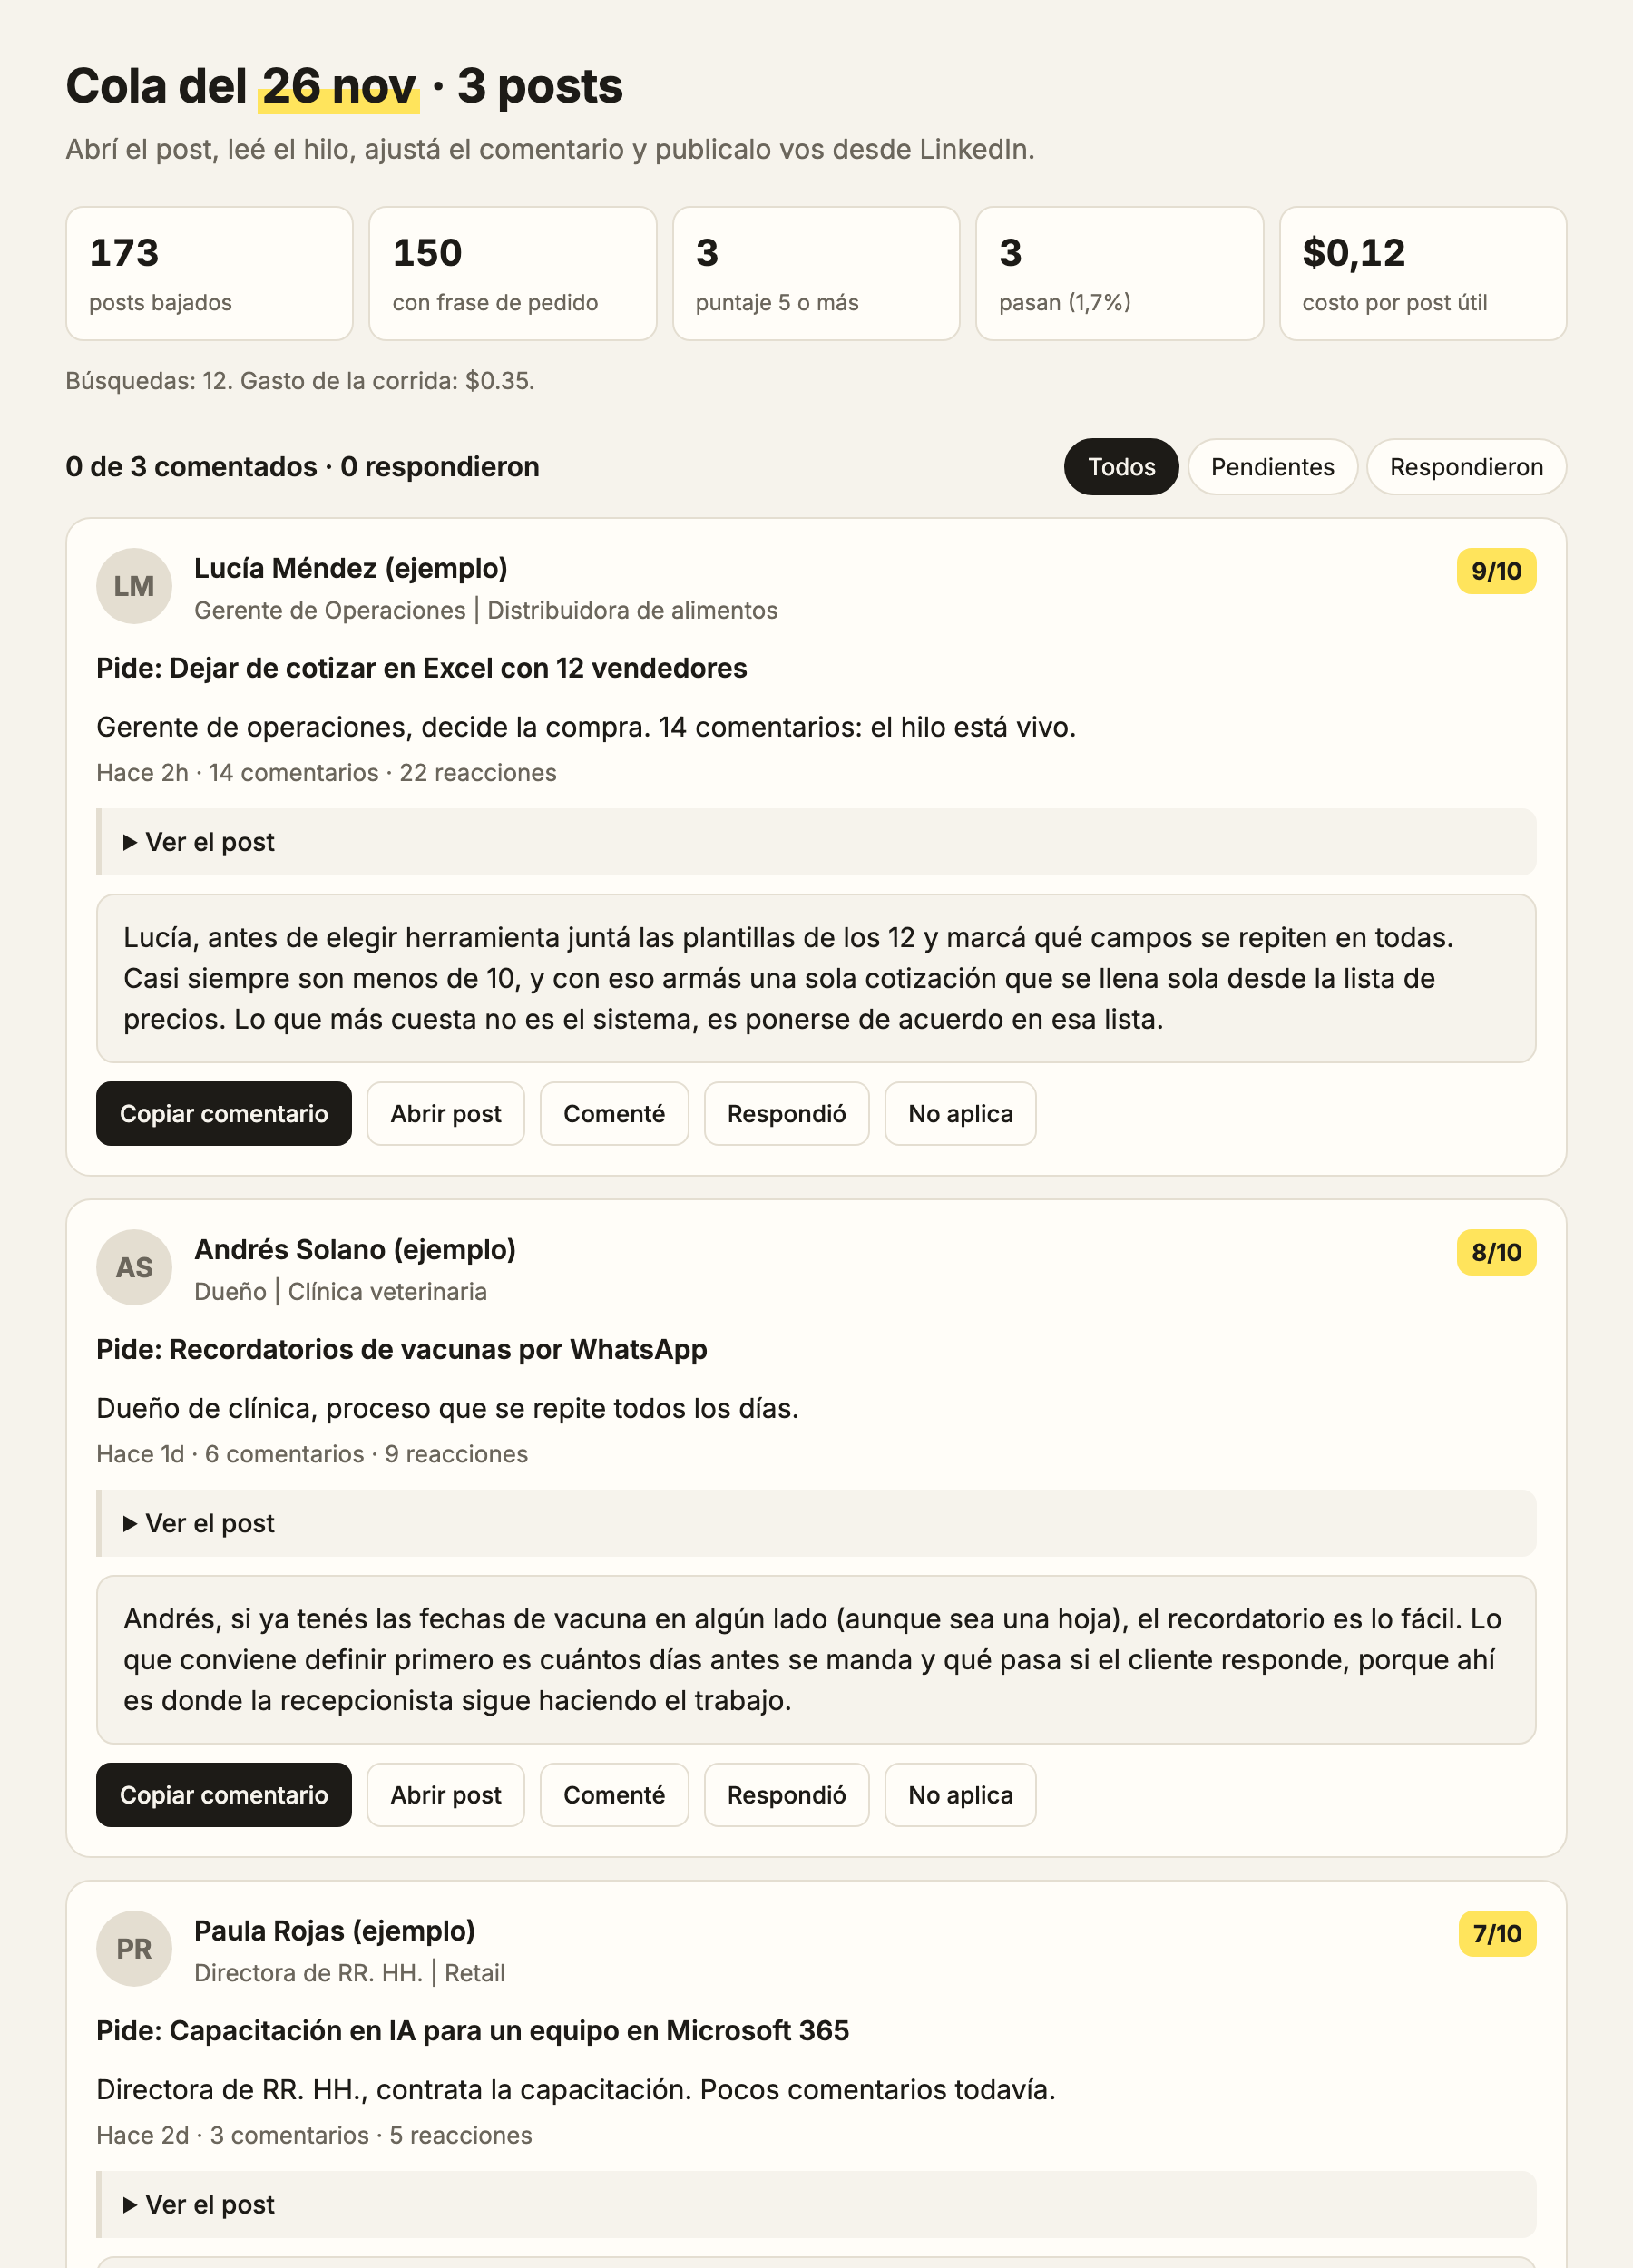 Cola del 26 nov · 3 posts
Abrí el post, leé el hilo, ajustá el comentario y publicalo vos desde LinkedIn.
173
posts bajados
150
con frase de pedido
3
puntaje 5 o más
3
pasan (1,7%)
$0,12
costo por post útil
Búsquedas: 12. Gasto de la corrida: $0.35.
0 de 3 comentados · 0 respondieron
Todos
Pendientes
Respondieron
LM
Lucía Méndez (ejemplo)
Gerente de Operaciones | Distribuidora de alimentos
9/10
Pide: Dejar de cotizar en Excel con 12 vendedores
Gerente de operaciones, decide la compra. 14 comentarios: el hilo está vivo.
Hace 2h · 14 comentarios · 22 reacciones
▶ Ver el post
Lucía, antes de elegir herramienta juntá las plantillas de los 12 y marcá qué campos se repiten en todas.
Casi siempre son menos de 10, y con eso armás una sola cotización que se llena sola desde la lista de
precios. Lo que más cuesta no es el sistema, es ponerse de acuerdo en esa lista.
Copiar comentario
Abrir post
Comenté
Respondió
No aplica
AS
Andrés Solano (ejemplo)
Dueño | Clínica veterinaria
8/10
Pide: Recordatorios de vacunas por WhatsApp
Dueño de clínica, proceso que se repite todos los días.
Hace 1d · 6 comentarios · 9 reacciones
▶ Ver el post
Andrés, si ya tenés las fechas de vacuna en algún lado (aunque sea una hoja), el recordatorio es lo fácil. Lo
que conviene definir primero es cuántos días antes se manda y qué pasa si el cliente responde, porque ahí
es donde la recepcionista sigue haciendo el trabajo.
Copiar comentario
Abrir post
Comenté
Respondió
No aplica
PR
Paula Rojas (ejemplo)
Directora de RR. HH. | Retail
7/10
Pide: Capacitación en IA para un equipo en Microsoft 365
Directora de RR. HH., contrata la capacitación. Pocos comentarios todavía.
Hace 2d · 3 comentarios · 5 reacciones
▶ Ver el post